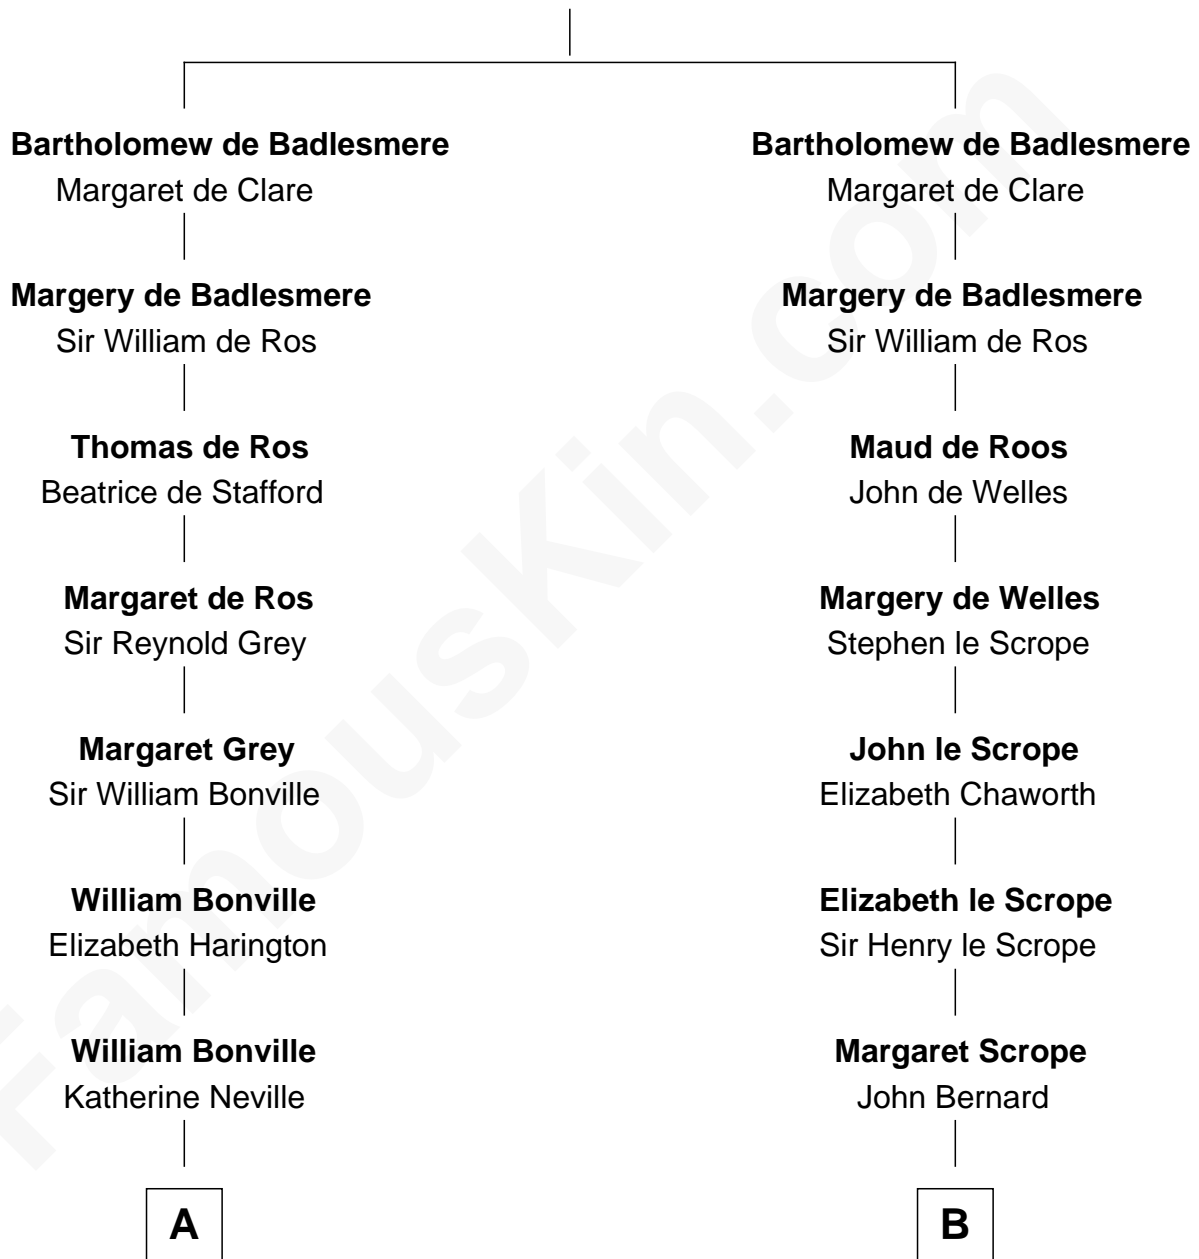 Bartholomew de Badlesmere
Margaret de Clare
Margery de Badlesmere
Sir William de Ros
Thomas de Ros
Beatrice de Stafford
Margaret de Ros
Sir Reynold Grey
Margaret Grey
Sir William Bonville
William Bonville
Elizabeth Harington
William Bonville
Katherine Neville
A
Bartholomew de Badlesmere
Margaret de Clare
Margery de Badlesmere
Sir William de Ros
Maud de Roos
John de Welles
Margery de Welles
Stephen le Scrope
John le Scrope
Elizabeth Chaworth
Elizabeth le Scrope
Sir Henry le Scrope
Margaret Scrope
John Bernard
B
FamousKin.com